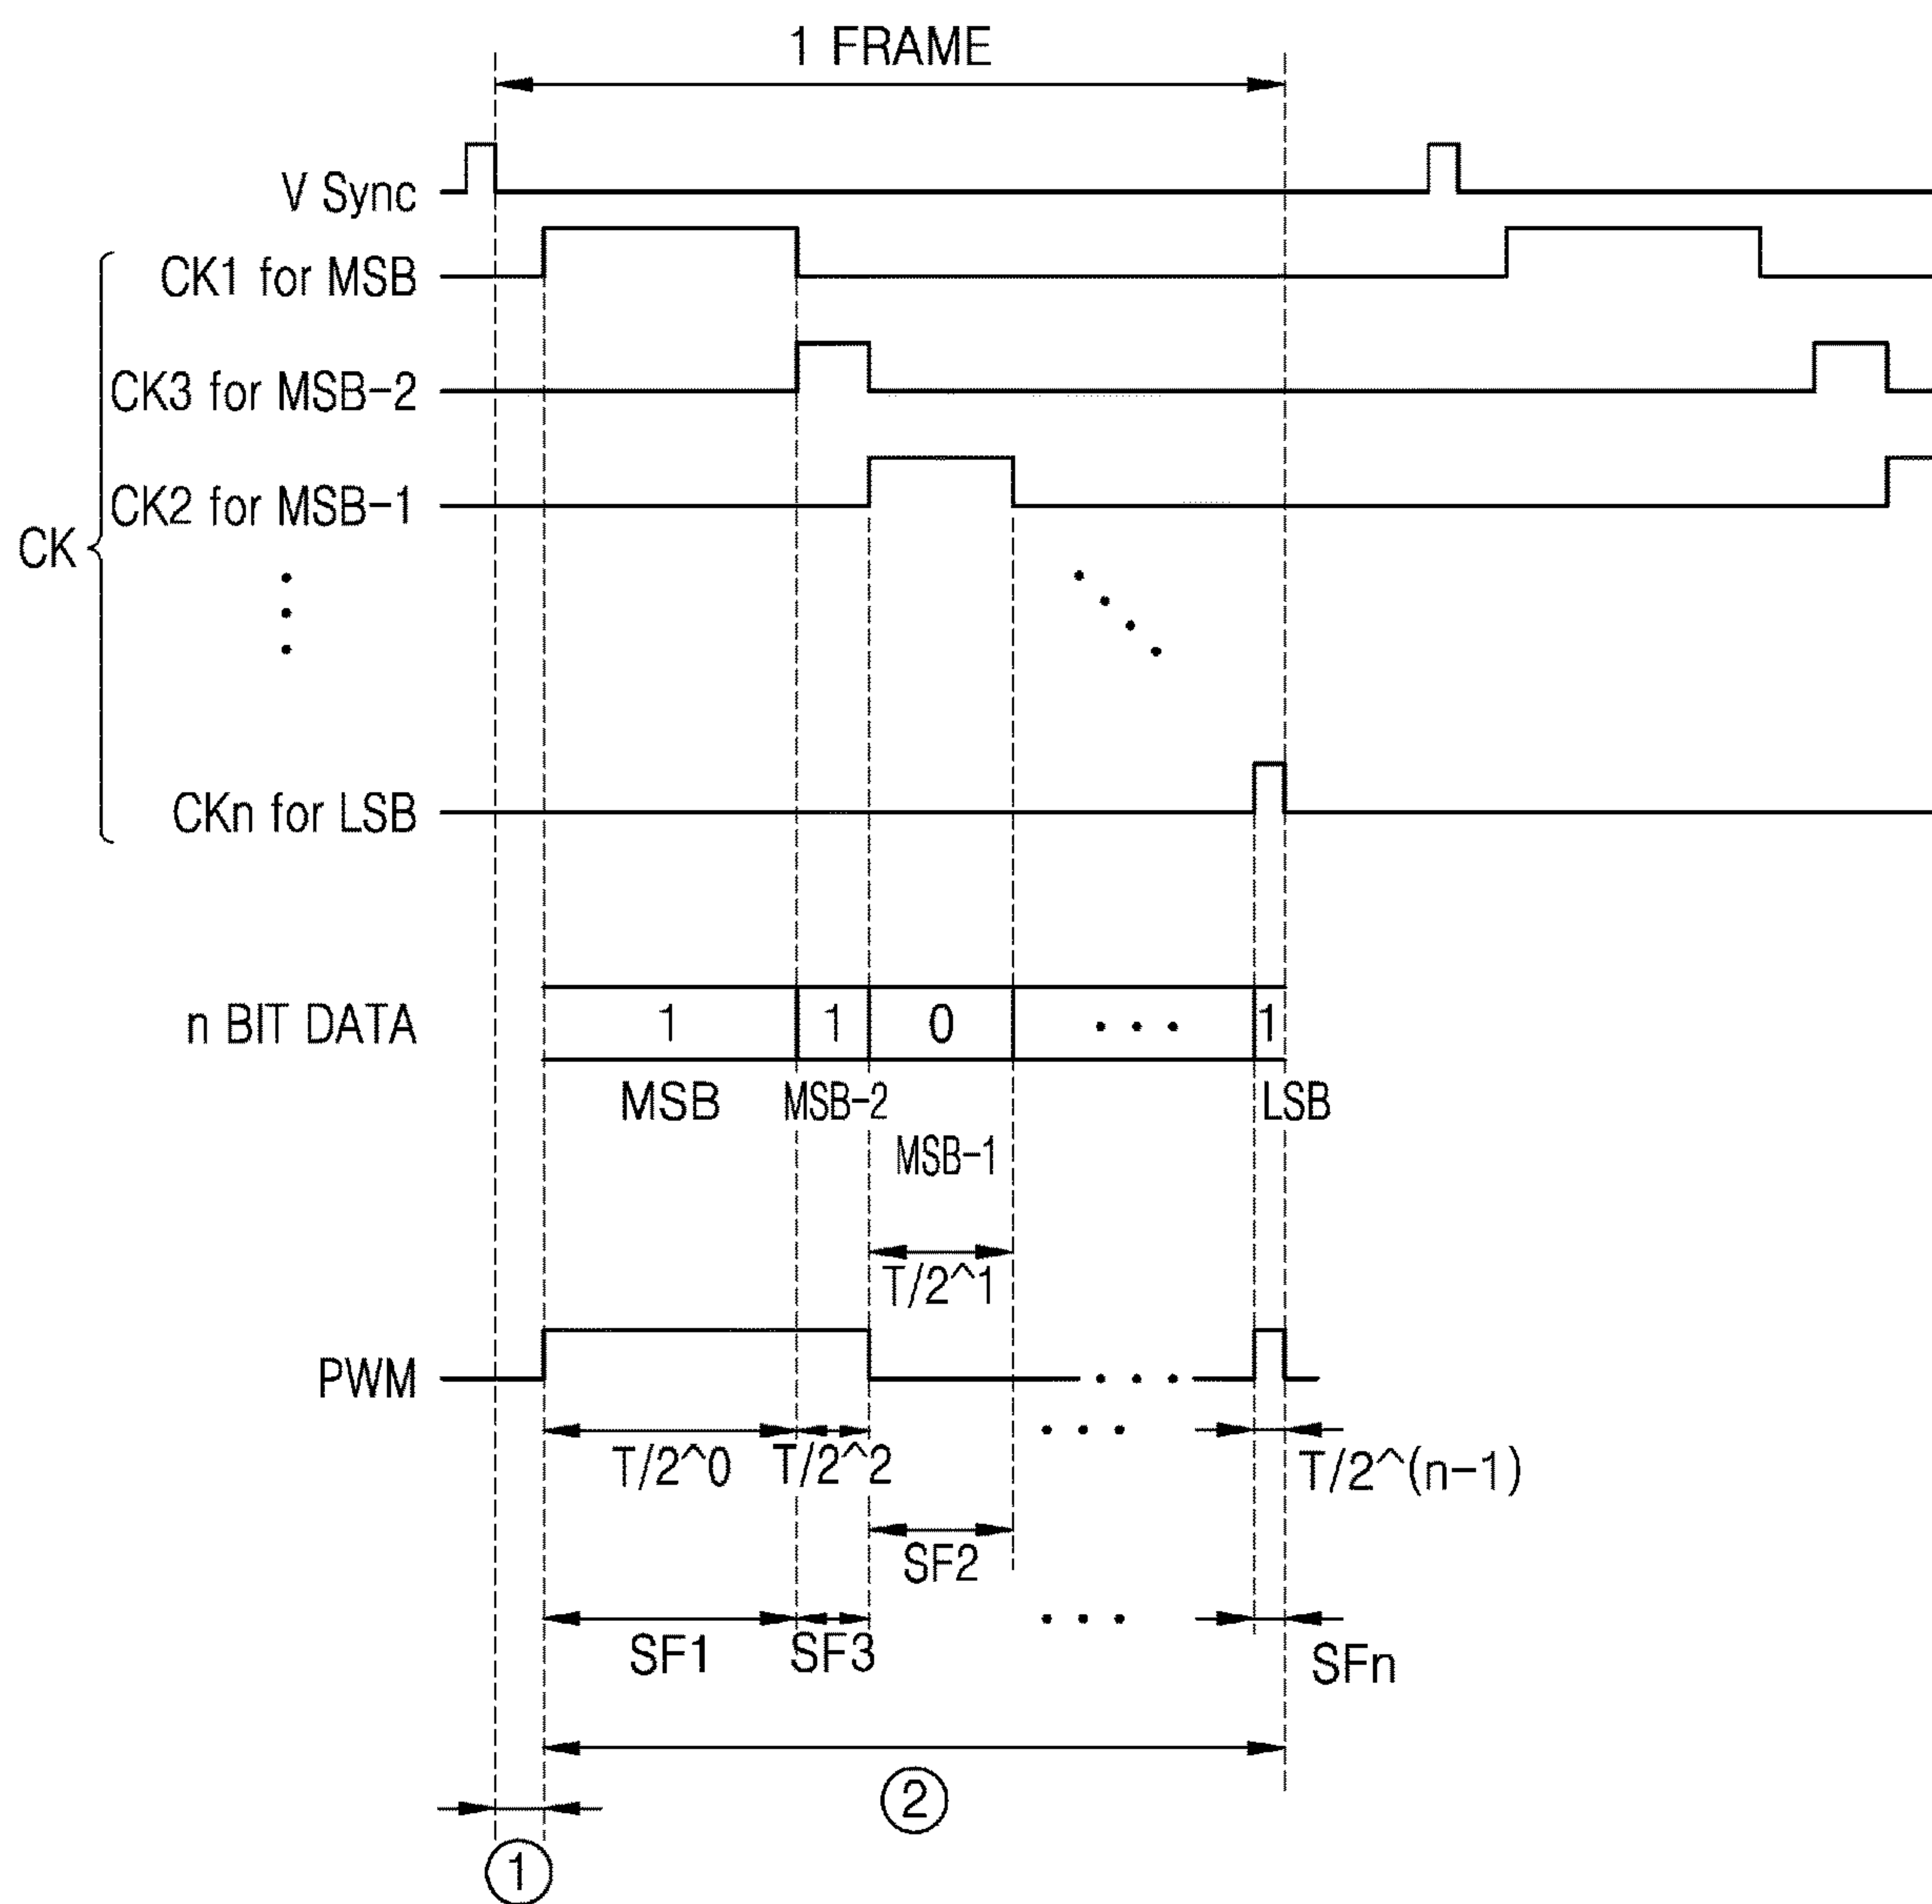 1 FRAME
V Sync
CK1 for MSB
CK3 for MSB-2
CK2 for MSB-1
CK
CKn for LSB
n BIT DATA 1 1 0 1
MSB MSB-2 LSB
MSB-1
T/2^1
PWM
T/2^0 T/2^2 T/2^(n-1)
SF2
SF1 SF3 SFn
②
①